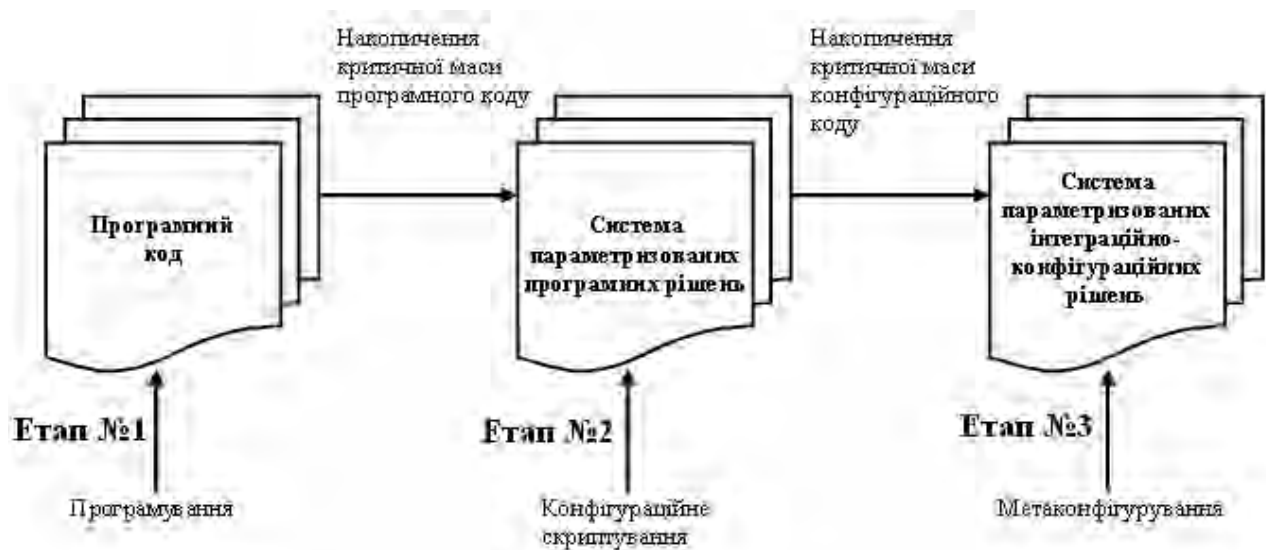 Накопичення
критичної маси
програмного коду
Накопичення
критичної маси
конфігураційного
коду
Програмний
код
Система
параметризованих
програмних рішень
Система
параметризованих
інтеграційно-
конфігураційних
рішень
Етап №1
Етап №2
Етап №3
Програмування
Конфігураційне
скриптування
Метаконфігурування